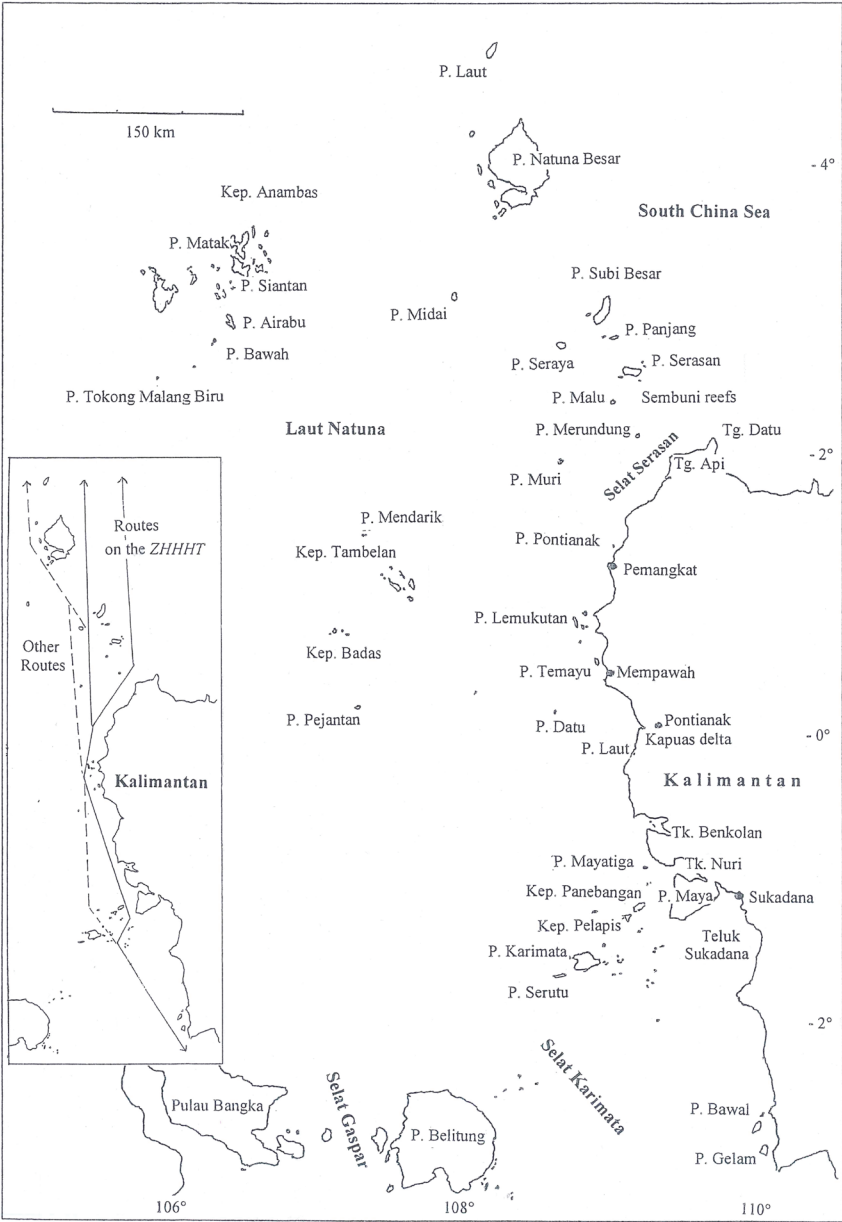 P. Laut
150 km
P. Natuna Besar
- 4°
Kep. Anambas
South China Sea
P. Matak
P. Subi Besar
P. Siantan
P. Midai
P. Airabu
P. Panjang
P. Bawah
P. Seraya
P. Serasan
P. Tokong Malang Biru
P. Malu
Sembuni reefs
Laut Natuna
P. Merundung
Tg. Datu
Selat Serasan
- 2°
Tg. Api
P. Muri
P. Mendarik
Routes
on the ZHHHT
P. Pontianak
Kep. Tambelan
Pemangkat
P. Lemukutan
Other
Routes
Kep. Badas
P. Temayu
Mempawah
P. Pejantan
P. Datu
Pontianak
Kapuas delta
- 0°
P. Laut
Kalimantan
Kalimantan
Tk. Benkolan
P. Mayatiga
Tk. Nuri
Kep. Panebangan
P. Maya
Sukadana
Kep. Pelapis
Teluk
Sukadana
P. Karimata
P. Serutu
- 2°
Selat Karimata
Selat Gaspar
Pulau Bangka
P. Belitung
P. Bawal
P. Gelam
106°
108°
110°